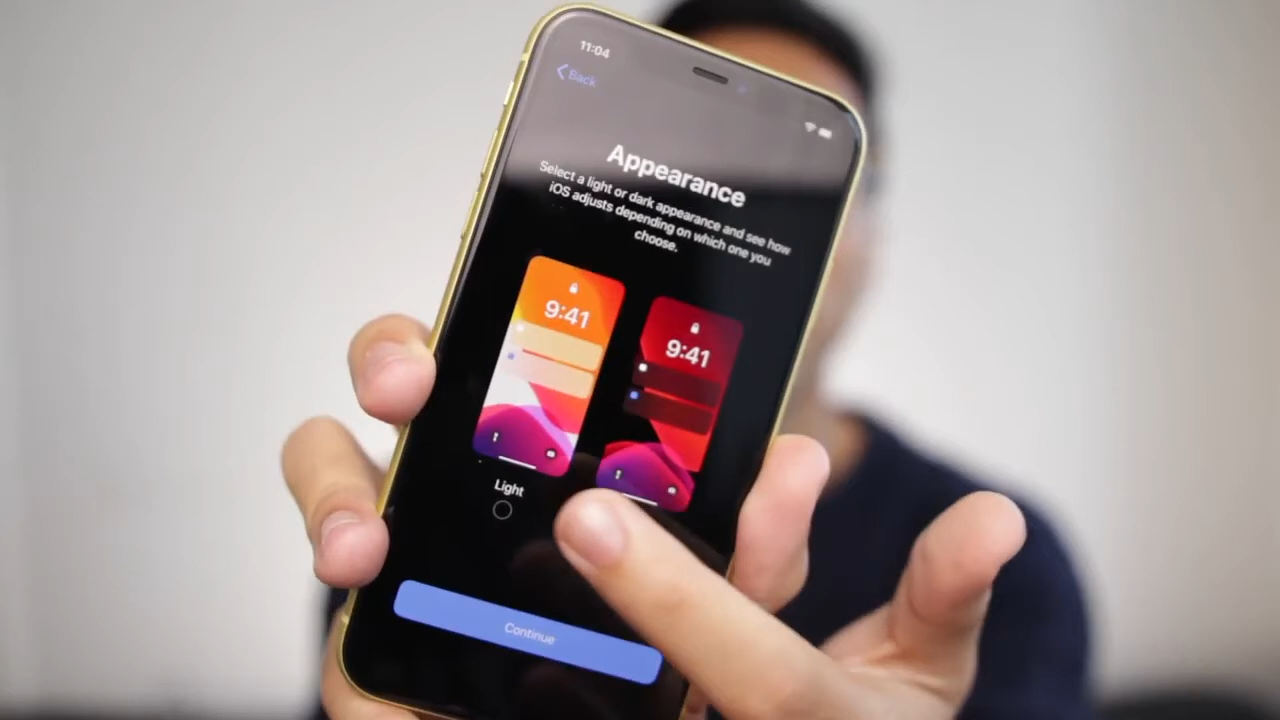 11:04
Back
Appearance
Select a light or dark appearance and see how
iOS adjusts depending on which one you
choose.
9:41
9:41
Light
Continue